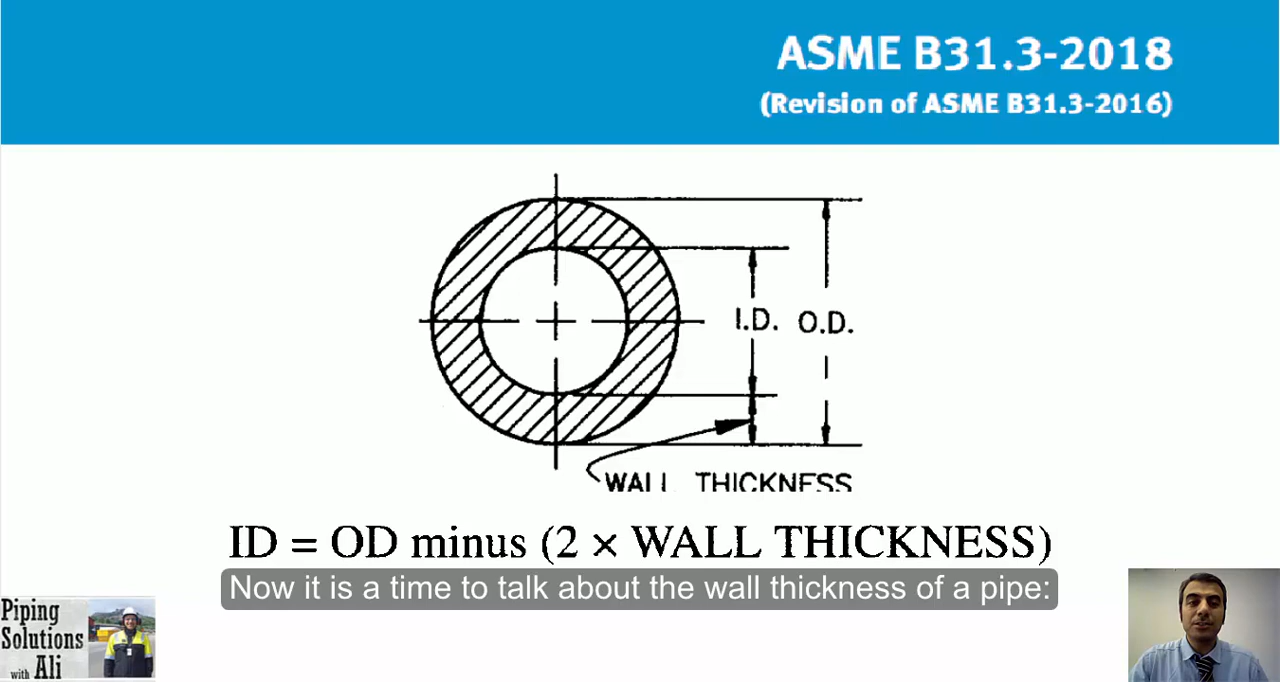 ASME B31.3-2018
(Revision of ASME B31.3-2016)
I.D. O.D.
WALL THICKNESS
ID = OD minus (2 × WALL THICKNESS)
Now it is a time to talk about the wall thickness of a pipe:
Piping
Solutions
with Ali